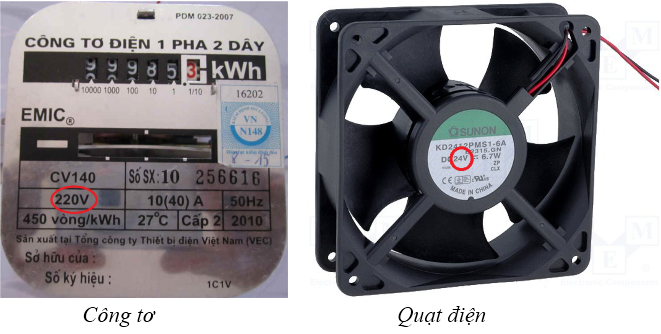 PDM 023-2007
CÔNG TƠ ĐIỆN 1 PHA 2 DÂY
9 9 9 8 5 3 kWh
10000 1000 100 10 1 1/10
16202
EMIC®
VN
N148
8 - 15
CV140 Số SX: 10 256616
220V 10(40) A 50Hz
450 vòng/kWh 27°C Cấp 2 2010
Sản xuất tại Tổng công ty Thiết bị điện Việt Nam (VEC)
Sở hữu của :
Số ký hiệu :
1C1V
SUNON
KD2412PMS1-6A
DC24V 6.7W
ZP
CLX
MADE IN CHINA
Công tơ
Quạt điện